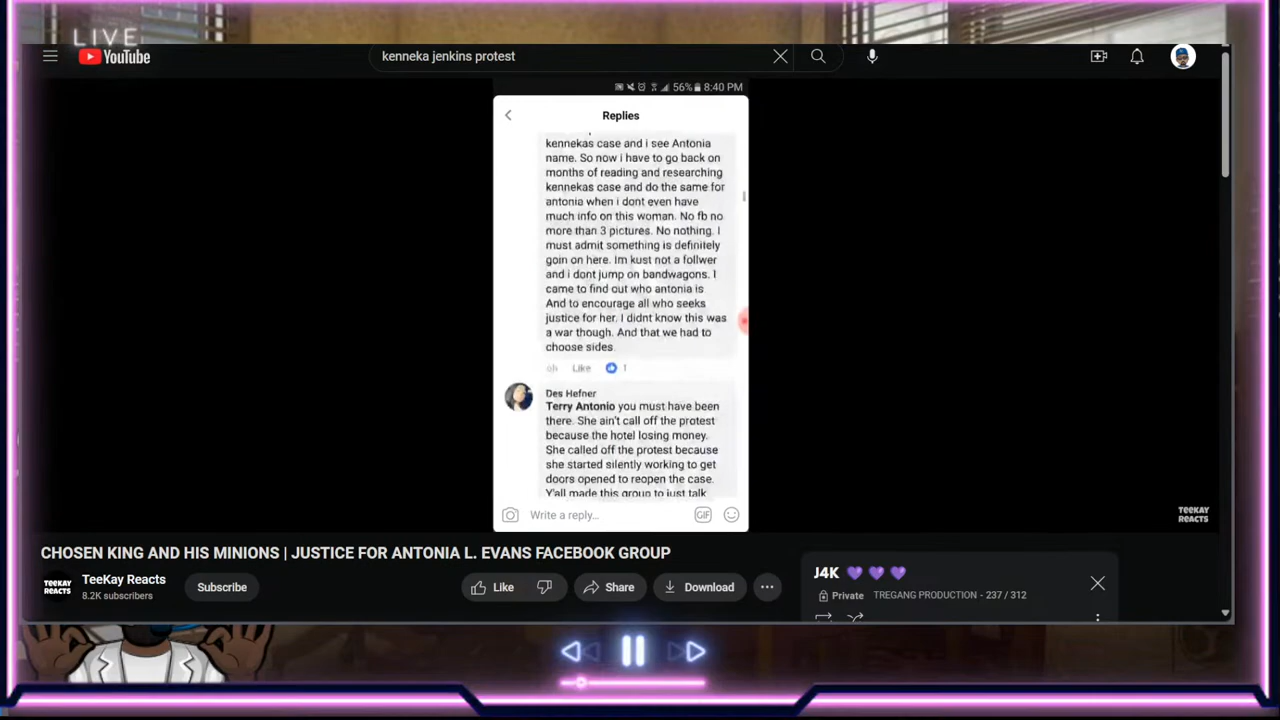 LIVE
YouTube
kenneka jenkins protest
56% 8:40 PM
Replies
kennekas case and i see Antonia
name. So now i have to go back on
months of reading and researching
kennekas case and do the same for
antonia when i dont even have
much info on this woman. No fb no
more than 3 pictures. No nothing. I
must admit something is definitely
goin on here. Im kust not a follwer
and i dont jump on bandwagons. I
came to find out who antonia is
And to encourage all who seeks
justice for her. I didnt know this was
a war though. And that we had to
choose sides.
Like 1
Des Hefner
Terry Antonio you must have been
there. She ain't call off the protest
because the hotel losing money.
She called off the protest because
she started silently working to get
doors opened to reopen the case.
Y'all made this group to just talk
Write a reply...
GIF
TEEKAY
REACTS
CHOSEN KING AND HIS MINIONS | JUSTICE FOR ANTONIA L. EVANS FACEBOOK GROUP
TEEKAY
REACTS
TeeKay Reacts
8.2K subscribers
Subscribe
Like
Share
Download
J4K 💜 💜 💜
Private TREGANG PRODUCTION - 237 / 312